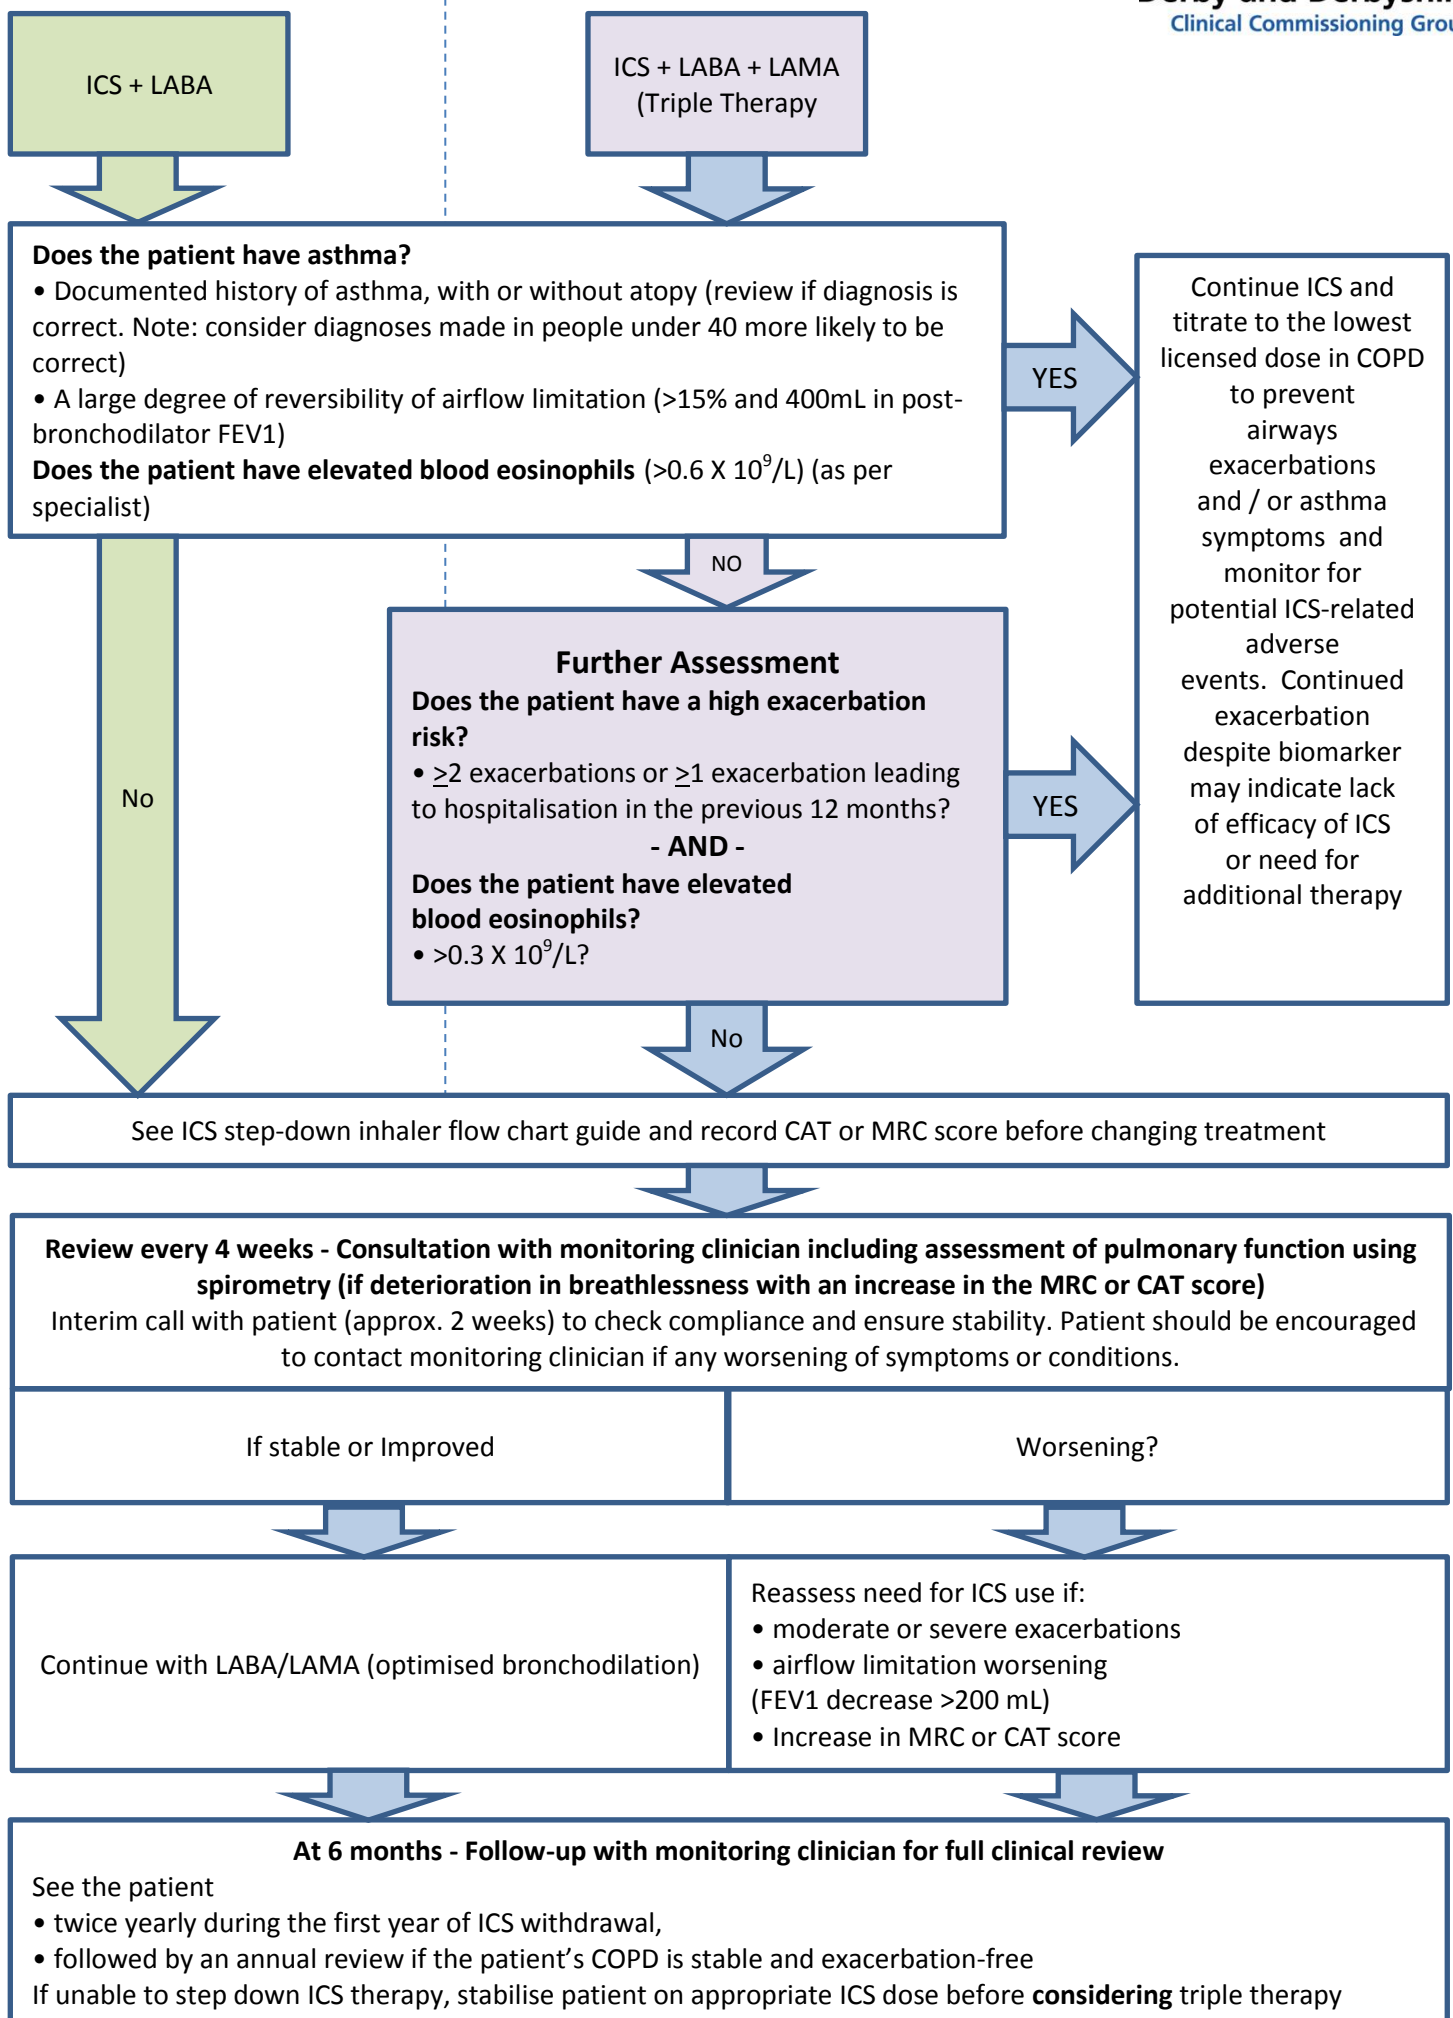 Clinical Commissioning
ICS + LABA
ICS + LABA + LAMA
(Triple Therapy
Does the patient have asthma?
• Documented history of asthma, with or without atopy (review if diagnosis is
correct. Note: consider diagnoses made in people under 40 more likely to be
correct)
• A large degree of reversibility of airflow limitation (>15% and 400mL in post-
bronchodilator FEV1)
Does the patient have elevated blood eosinophils (>0.6 X 10⁹/L) (as per
specialist)
YES
Continue ICS and
titrate to the lowest
licensed dose in COPD
to prevent
airways
exacerbations
and / or asthma
symptoms and
monitor for
potential ICS-related
adverse
events. Continued
exacerbation
despite biomarker
may indicate lack
of efficacy of ICS
or need for
additional therapy
NO
Further Assessment
Does the patient have a high exacerbation
risk?
• ≥2 exacerbations or ≥1 exacerbation leading
to hospitalisation in the previous 12 months?
- AND -
Does the patient have elevated
blood eosinophils?
• >0.3 X 10⁹/L?
YES
No
No
See ICS step-down inhaler flow chart guide and record CAT or MRC score before changing treatment
Review every 4 weeks - Consultation with monitoring clinician including assessment of pulmonary function using
spirometry (if deterioration in breathlessness with an increase in the MRC or CAT score)
Interim call with patient (approx. 2 weeks) to check compliance and ensure stability. Patient should be encouraged
to contact monitoring clinician if any worsening of symptoms or conditions.
If stable or Improved
Worsening?
Continue with LABA/LAMA (optimised bronchodilation)
Reassess need for ICS use if:
• moderate or severe exacerbations
• airflow limitation worsening
(FEV1 decrease >200 mL)
• Increase in MRC or CAT score
At 6 months - Follow-up with monitoring clinician for full clinical review
See the patient
• twice yearly during the first year of ICS withdrawal,
• followed by an annual review if the patient's COPD is stable and exacerbation-free
If unable to step down ICS therapy, stabilise patient on appropriate ICS dose before considering triple therapy